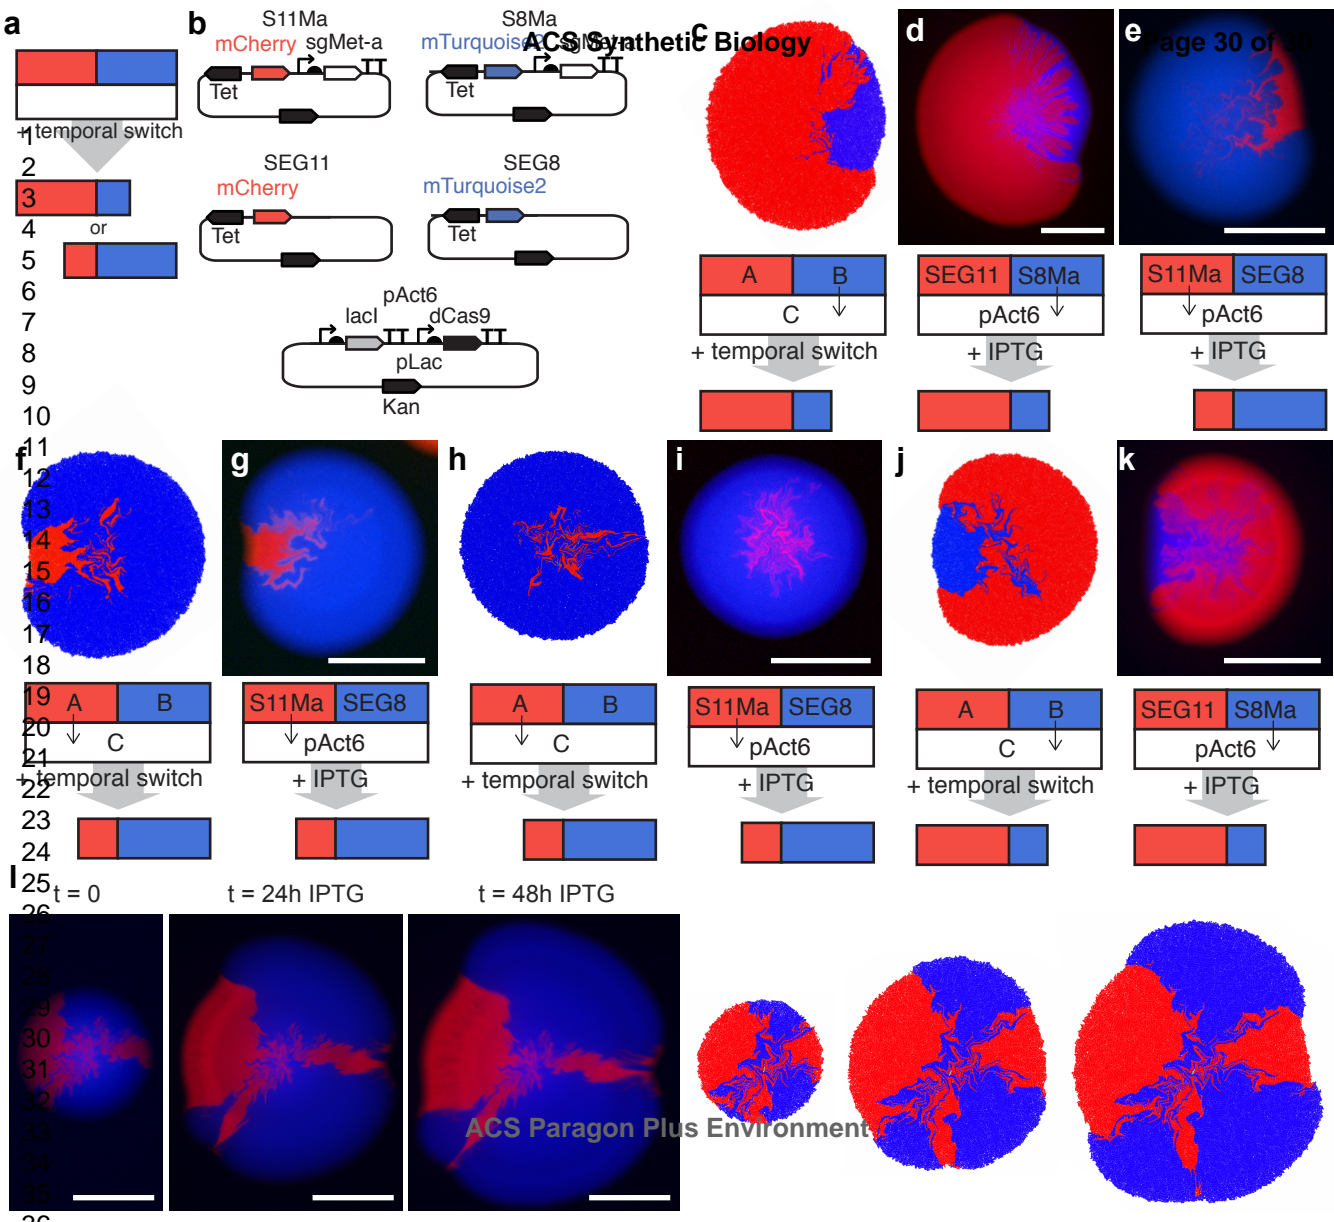 ACS Synthetic Biology
Page 30 of 30
a
+ temporal switch
or
b
S11Ma
mCherry sgMet-a
Tet
S8Ma
mTurquoise2 sgMet-a
Tet
SEG11
mCherry
Tet
SEG8
mTurquoise2
Tet
pAct6
lacI dCas9
pLac
Kan
c
A B
C
+ temporal switch
d
SEG11 S8Ma
pAct6
+ IPTG
e
S11Ma SEG8
pAct6
+ IPTG
f
A B
C
+ temporal switch
g
S11Ma SEG8
pAct6
+ IPTG
h
A B
C
+ temporal switch
i
S11Ma SEG8
pAct6
+ IPTG
j
A B
C
+ temporal switch
k
SEG11 S8Ma
pAct6
+ IPTG
l
t = 0
t = 24h IPTG
t = 48h IPTG
1
2
3
4
5
6
7
8
9
10
11
12
13
14
15
16
17
18
19
20
21
22
23
24
25
26
27
28
29
30
31
32
33
34
35
36
ACS Paragon Plus Environment